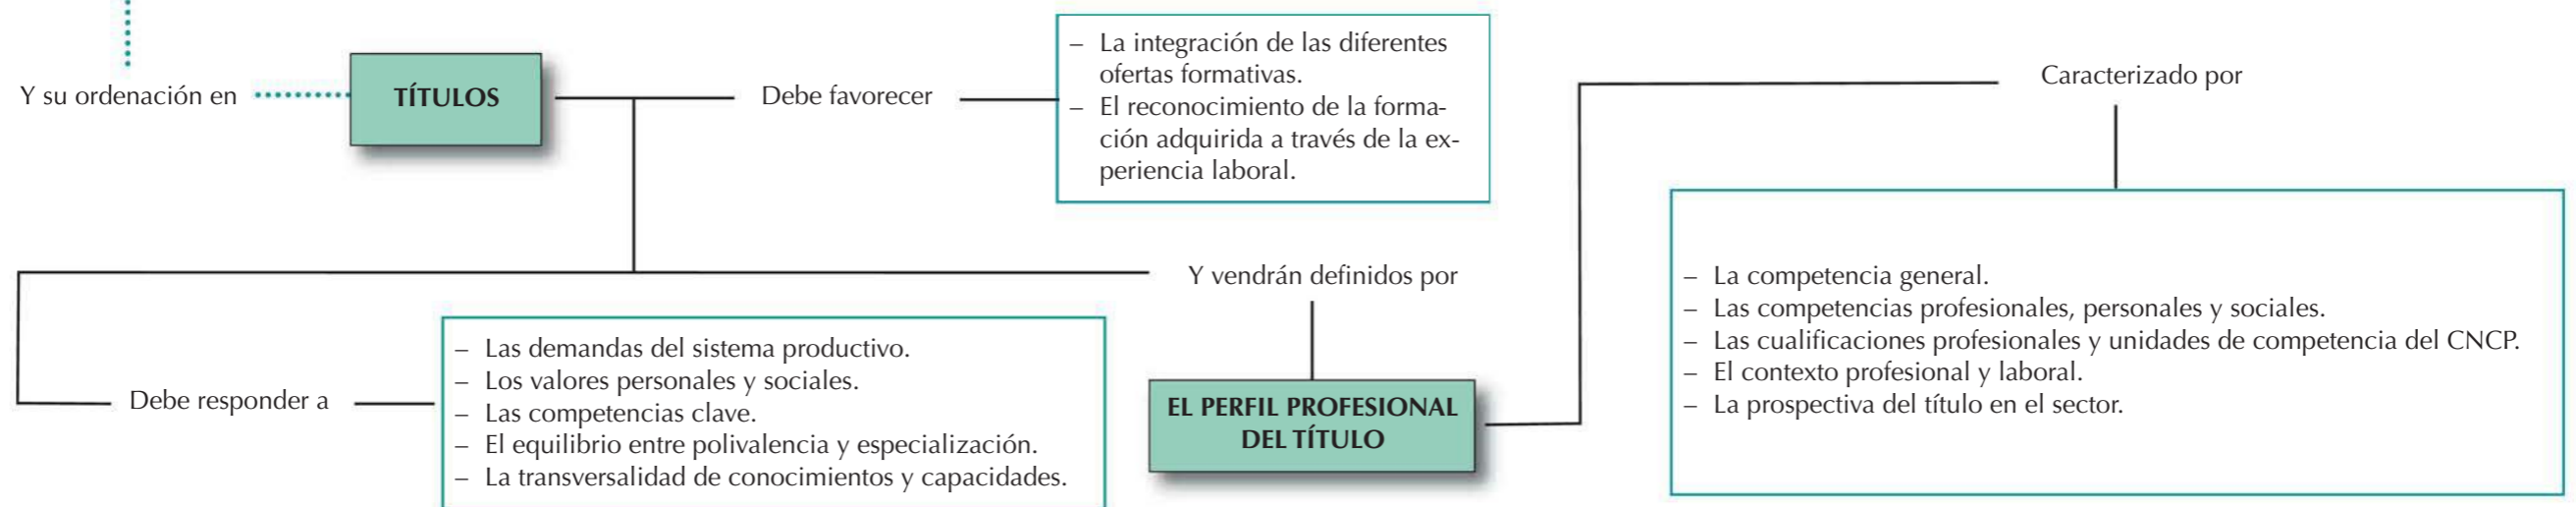 Y su ordenación en
TÍTULOS
Debe favorecer
– La integración de las diferentes
ofertas formativas.
– El reconocimiento de la forma-
ción adquirida a través de la ex-
periencia laboral.
Caracterizado por
– La competencia general.
– Las competencias profesionales, personales y sociales.
– Las cualificaciones profesionales y unidades de competencia del CNCP.
– El contexto profesional y laboral.
– La prospectiva del título en el sector.
Y vendrán definidos por
EL PERFIL PROFESIONAL
DEL TÍTULO
Debe responder a
– Las demandas del sistema productivo.
– Los valores personales y sociales.
– Las competencias clave.
– El equilibrio entre polivalencia y especialización.
– La transversalidad de conocimientos y capacidades.